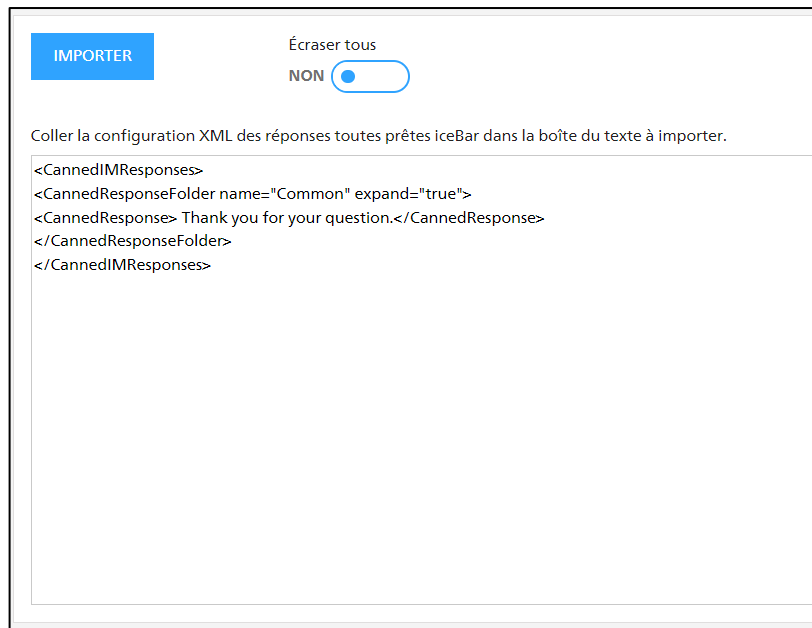 IMPORTER
Écraser tous
NON
Coller la configuration XML des réponses toutes prêtes iceBar dans la boîte du texte à importer.
<CannedIMResponses>
<CannedResponseFolder name="Common" expand="true">
<CannedResponse> Thank you for your question.</CannedResponse>
</CannedResponseFolder>
</CannedIMResponses>